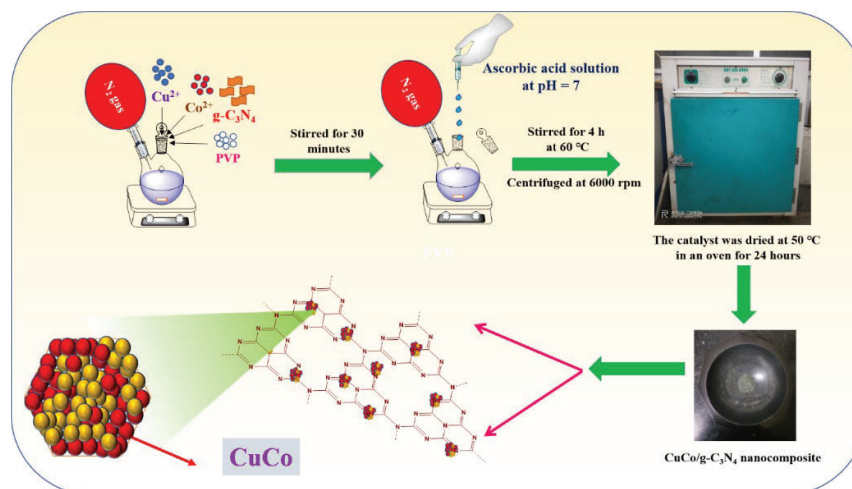 N₂ gas
Cu²⁺
Co²⁺
g-C₃N₄
PVP
Stirred for 30
minutes
N₂ gas
Ascorbic acid solution
at pH = 7
Stirred for 4 h
at 60 °C
Centrifuged at 6000 rpm
The catalyst was dried at 50 °C
in an oven for 24 hours
PVP
CuCo
CuCo/g-C₃N₄ nanocomposite